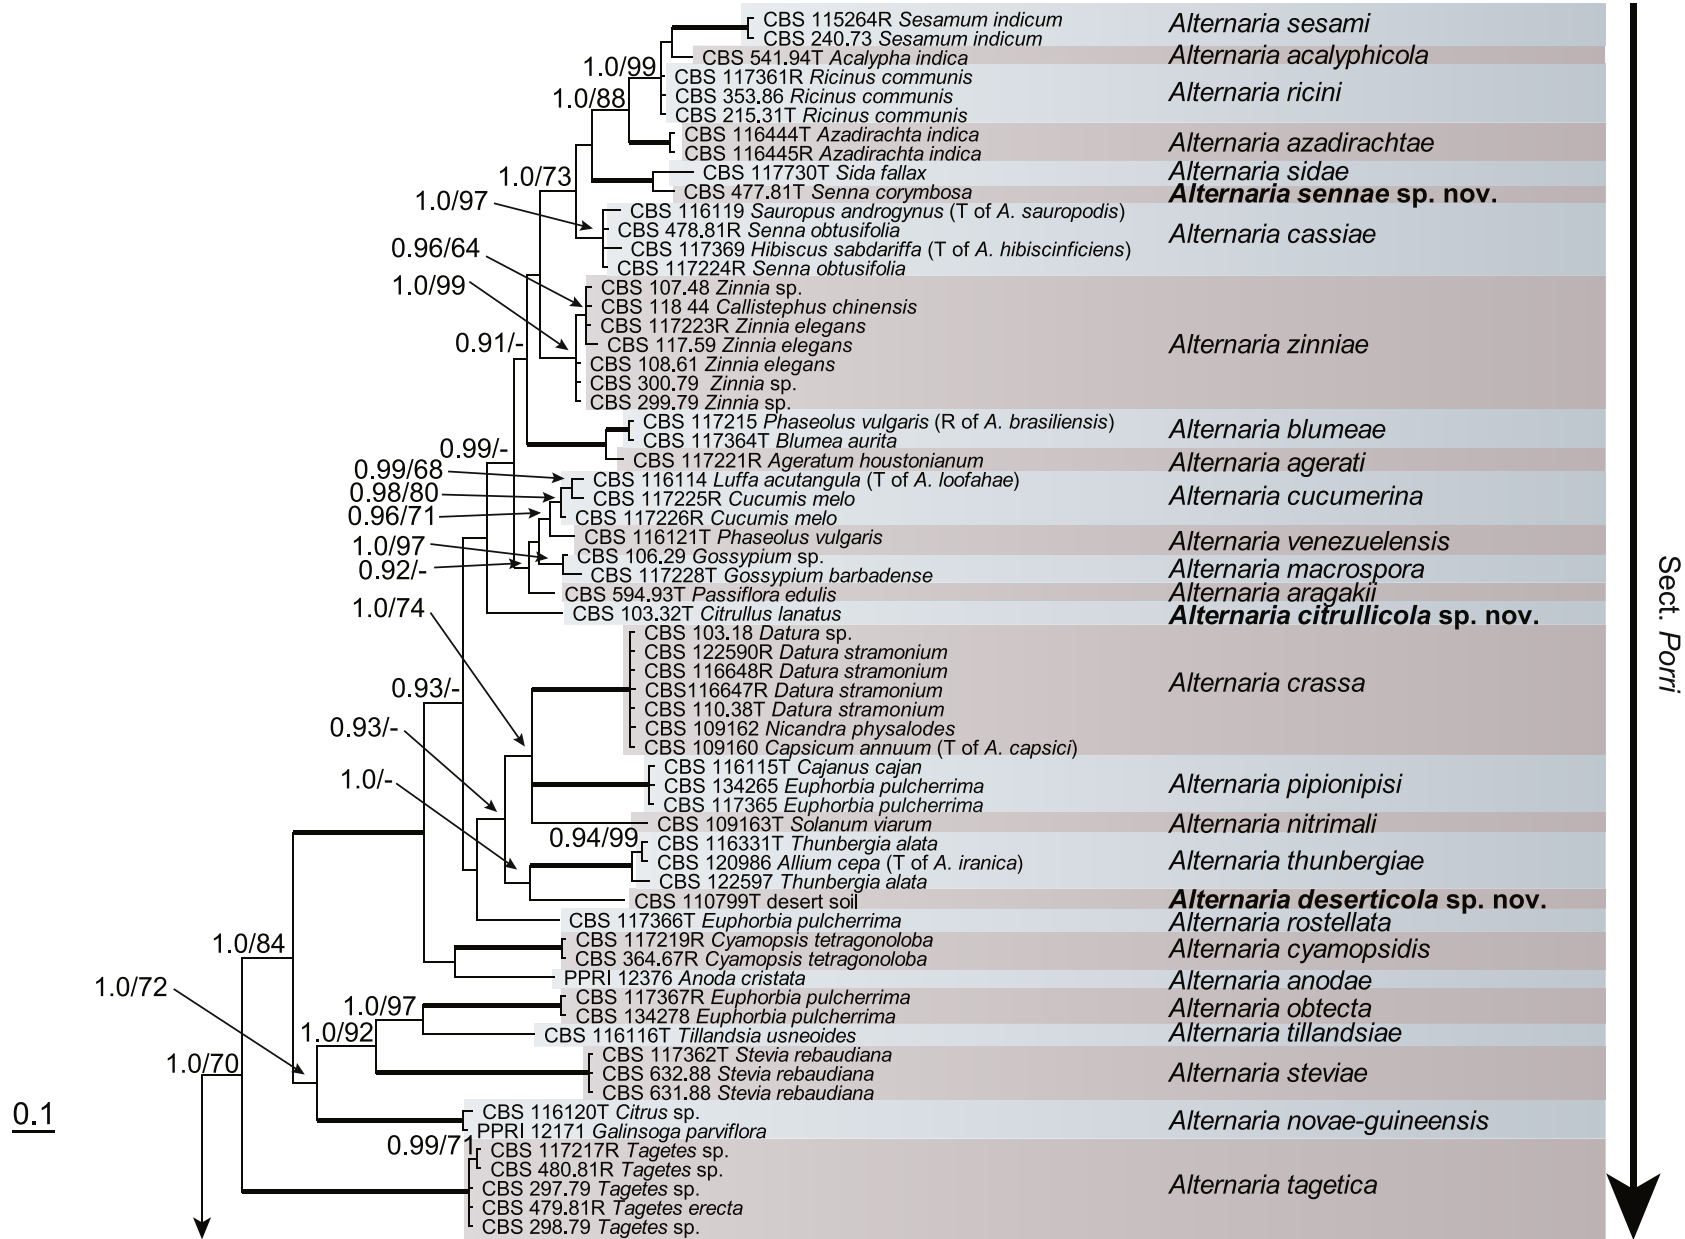 CBS 115264R Sesamum indicum
CBS 240.73 Sesamum indicum
Alternaria sesami
CBS 541.94T Acalypha indica
Alternaria acalyphicola
1.0/99
CBS 117361R Ricinus communis
CBS 353.86 Ricinus communis
CBS 215.31T Ricinus communis
Alternaria ricini
1.0/88
CBS 116444T Azadirachta indica
CBS 116445R Azadirachta indica
Alternaria azadirachtae
CBS 117730T Sida fallax
Alternaria sidae
1.0/73
CBS 477.81T Senna corymbosa
Alternaria sennae sp. nov.
1.0/97
CBS 116119 Sauropus androgynus (T of A. sauropodis)
CBS 478.81R Senna obtusifolia
CBS 117369 Hibiscus sabdariffa (T of A. hibiscinficiens)
CBS 117224R Senna obtusifolia
Alternaria cassiae
0.96/64
1.0/99
CBS 107.48 Zinnia sp.
CBS 118 44 Callistephus chinensis
CBS 117223R Zinnia elegans
CBS 117.59 Zinnia elegans
CBS 108.61 Zinnia elegans
CBS 300.79 Zinnia sp.
CBS 299.79 Zinnia sp.
Alternaria zinniae
0.91/-
CBS 117215 Phaseolus vulgaris (R of A. brasiliensis)
CBS 117364T Blumea aurita
Alternaria blumeae
CBS 117221R Ageratum houstonianum
Alternaria agerati
0.99/-
0.99/68
0.98/80
0.96/71
CBS 116114 Luffa acutangula (T of A. loofahae)
CBS 117225R Cucumis melo
CBS 117226R Cucumis melo
Alternaria cucumerina
CBS 116121T Phaseolus vulgaris
Alternaria venezuelensis
1.0/97
0.92/-
CBS 106.29 Gossypium sp.
CBS 117228T Gossypium barbadense
Alternaria macrospora
CBS 594.93T Passiflora edulis
Alternaria aragakii
CBS 103.32T Citrullus lanatus
Alternaria citrullicola sp. nov.
1.0/74
CBS 103.18 Datura sp.
CBS 122590R Datura stramonium
CBS 116648R Datura stramonium
CBS116647R Datura stramonium
CBS 110.38T Datura stramonium
CBS 109162 Nicandra physalodes
CBS 109160 Capsicum annuum (T of A. capsici)
Alternaria crassa
0.93/-
0.93/-
1.0/-
CBS 116115T Cajanus cajan
CBS 134265 Euphorbia pulcherrima
CBS 117365 Euphorbia pulcherrima
Alternaria pipionipisi
CBS 109163T Solanum viarum
Alternaria nitrimali
0.94/99
CBS 116331T Thunbergia alata
CBS 120986 Allium cepa (T of A. iranica)
CBS 122597 Thunbergia alata
Alternaria thunbergiae
CBS 110799T desert soil
Alternaria deserticola sp. nov.
CBS 117366T Euphorbia pulcherrima
Alternaria rostellata
CBS 117219R Cyamopsis tetragonoloba
CBS 364.67R Cyamopsis tetragonoloba
Alternaria cyamopsidis
1.0/84
PPRI 12376 Anoda cristata
Alternaria anodae
1.0/72
1.0/97
CBS 117367R Euphorbia pulcherrima
CBS 134278 Euphorbia pulcherrima
Alternaria obtecta
1.0/92
CBS 116116T Tillandsia usneoides
Alternaria tillandsiae
1.0/70
CBS 117362T Stevia rebaudiana
CBS 632.88 Stevia rebaudiana
CBS 631.88 Stevia rebaudiana
Alternaria steviae
0.1
CBS 116120T Citrus sp.
PPRI 12171 Galinsoga parviflora
Alternaria novae-guineensis
0.99/71
CBS 117217R Tagetes sp.
CBS 480.81R Tagetes sp.
CBS 297.79 Tagetes sp.
CBS 479.81R Tagetes erecta
CBS 298.79 Tagetes sp.
Alternaria tagetica
Sect. Porri